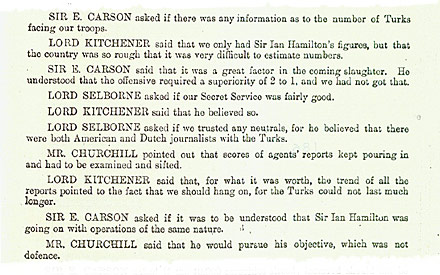 SIR E. CARSON asked if there was any information as to the number of Turks
facing our troops.
LORD KITCHENER said that we only had Sir Ian Hamilton's figures, but that
the country was so rough that it was very difficult to estimate numbers.
SIR E. CARSON said that it was a great factor in the coming slaughter. He
understood that the offensive required a superiority of 2 to 1, and we had not got that.
LORD SELBORNE asked if our Secret Service was fairly good.
LORD KITCHENER said that he believed so.
LORD SELBORNE asked if we trusted any neutrals, for he believed that there
were both American and Dutch journalists with the Turks.
MR. CHURCHILL pointed out that scores of agents' reports kept pouring in
and had to be examined and sifted.
LORD KITCHENER said that, for what it was worth, the trend of all the
reports pointed to the fact that we should hang on, for the Turks could not last much
longer.
SIR E. CARSON asked if it was to be understood that Sir Ian Hamilton was
going on with operations of the same nature.
MR. CHURCHILL said that he would pursue his objective, which was not
defence.